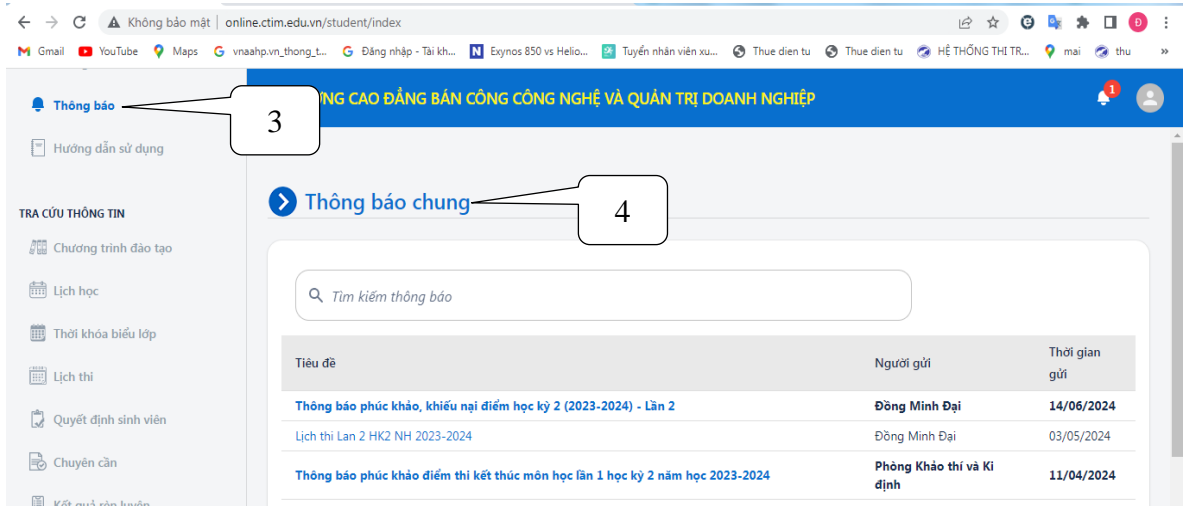 Không bảo mật | online.ctim.edu.vn/student/index
Gmail YouTube Maps vnaahp.vn_thong_t... Đăng nhập - Tài kh... Exynos 850 vs Helio... Tuyển nhân viên xu... Thue dien tu Thue dien tu HỆ THỐNG THI TR... mai thu »
Thông báo
3
NG CAO ĐẲNG BÁN CÔNG CÔNG NGHỆ VÀ QUẢN TRỊ DOANH NGHIỆP
1
Đ
Hướng dẫn sử dụng
Thông báo chung
4
TRA CỨU THÔNG TIN
Chương trình đào tạo
Lịch học
Thời khóa biểu lớp
Lịch thi
Quyết định sinh viên
Chuyên cần
Kết quả rèn luyện
Tìm kiếm thông báo
Tiêu đề Người gửi Thời gian
gửi
Thông báo phúc khảo, khiếu nại điểm học kỳ 2 (2023-2024) - Lần 2 Đồng Minh Đại 14/06/2024
Lịch thi Lan 2 HK2 NH 2023-2024 Đồng Minh Đại 03/05/2024
Thông báo phúc khảo điểm thi kết thúc môn học lần 1 học kỳ 2 năm học 2023-2024 Phòng Khảo thí và Ki 11/04/2024
định